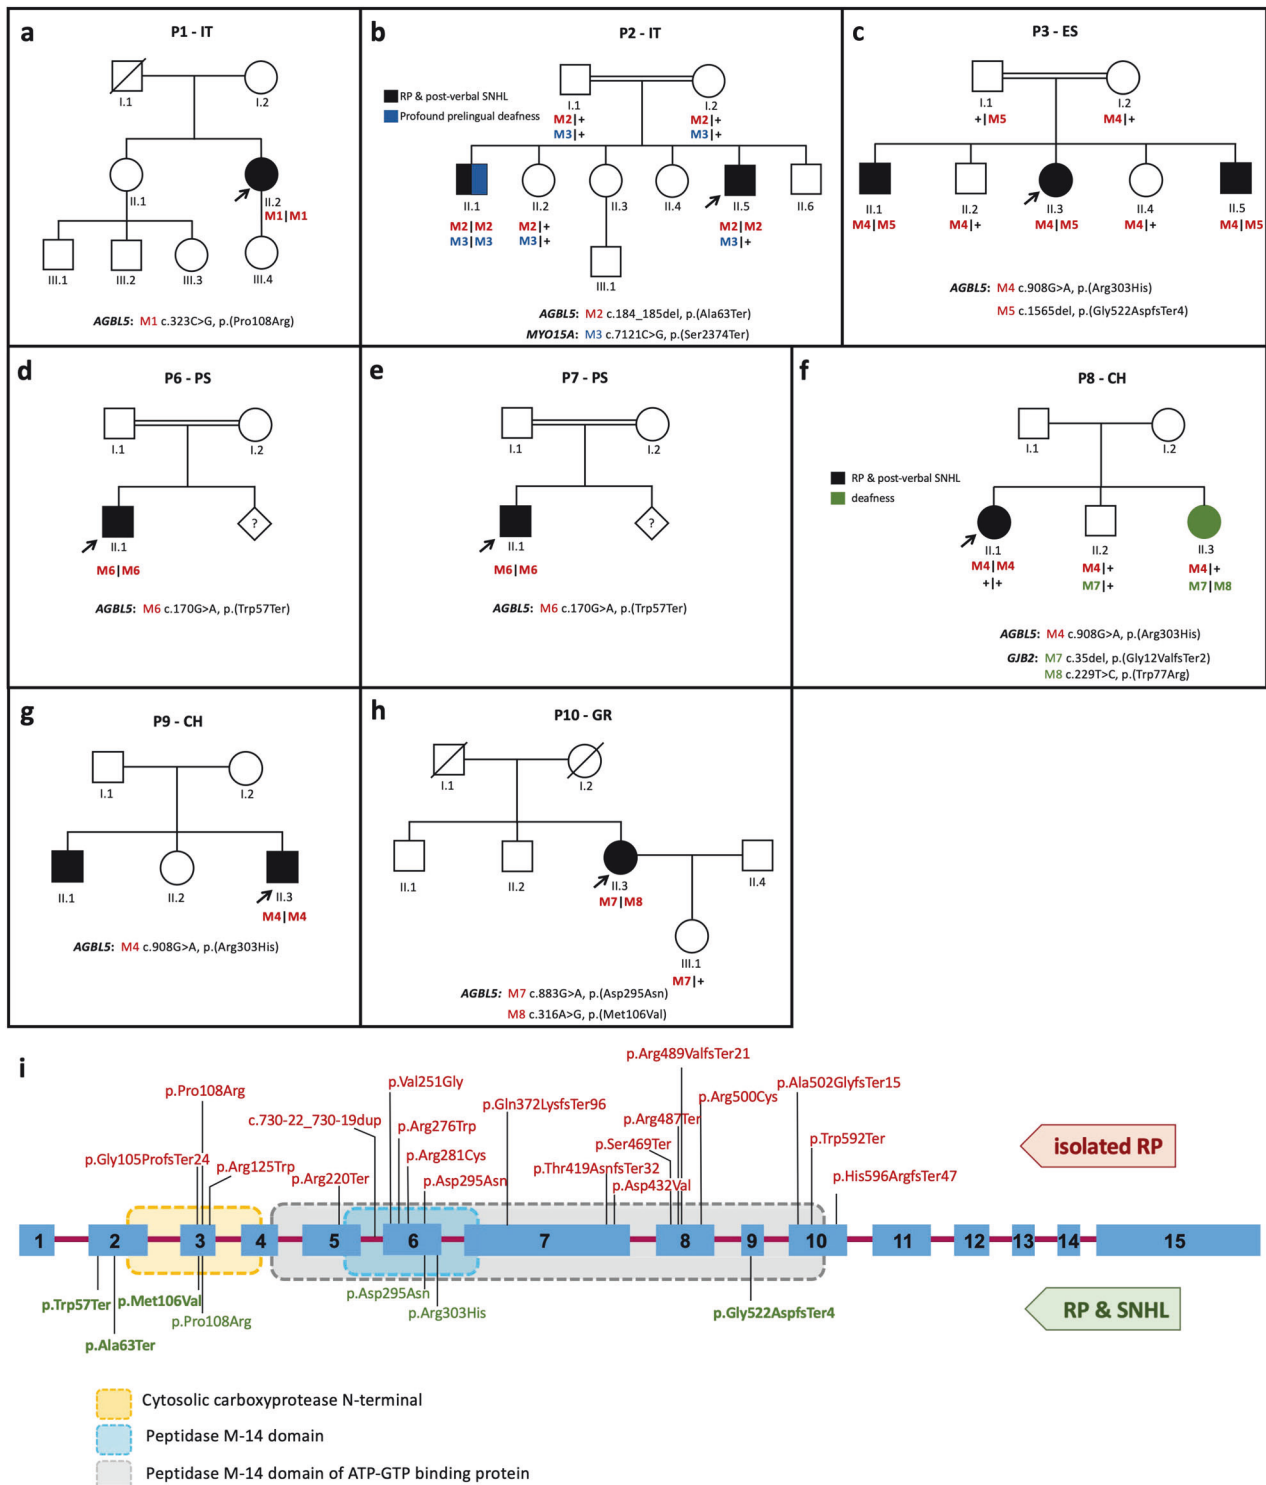 a
P1 - IT
I.1
I.2
II.1
II.2
M1|M1
III.1
III.2
III.3
III.4
AGBL5: M1 c.323C>G, p.(Pro108Arg)
b
P2 - IT
RP & post-verbal SNHL
Profound prelingual deafness
I.1
I.2
M2|+
M2|+
M3|+
M3|+
II.1
II.2
II.3
II.4
II.5
II.6
M2|M2
M2|+
M2|M2
M3|M3
M3|+
M3|+
III.1
AGBL5: M2 c.184_185del, p.(Ala63Ter)
MYO15A: M3 c.7121C>G, p.(Ser2374Ter)
c
P3 - ES
I.1
I.2
+|M5
M4|+
II.1
II.2
II.3
II.4
II.5
M4|M5
M4|+
M4|M5
M4|+
M4|M5
AGBL5: M4 c.908G>A, p.(Arg303His)
M5 c.1565del, p.(Gly522AspfsTer4)
d
P6 - PS
I.1
I.2
?
II.1
M6|M6
AGBL5: M6 c.170G>A, p.(Trp57Ter)
e
P7 - PS
I.1
I.2
?
II.1
M6|M6
AGBL5: M6 c.170G>A, p.(Trp57Ter)
f
P8 - CH
I.1
I.2
RP & post-verbal SNHL
deafness
II.1
II.2
II.3
M4|M4
M4|+
M4|+
+|+
M7|+
M7|M8
AGBL5: M4 c.908G>A, p.(Arg303His)
GJB2: M7 c.35del, p.(Gly12ValfsTer2)
M8 c.229T>C, p.(Trp77Arg)
g
P9 - CH
I.1
I.2
II.1
II.2
II.3
M4|M4
AGBL5: M4 c.908G>A, p.(Arg303His)
h
P10 - GR
I.1
I.2
II.1
II.2
II.3
II.4
M7|M8
III.1
M7|+
AGBL5: M7 c.883G>A, p.(Asp295Asn)
M8 c.316A>G, p.(Met106Val)
i
p.Arg489ValfsTer21
p.Pro108Arg
p.Val251Gly
p.Ala502GlyfsTer15
c.730-22_730-19dup
p.Gln372LysfsTer96
p.Arg500Cys
p.Arg276Trp
p.Arg487Ter
p.Gly105ProfsTer24
p.Arg281Cys
p.Ser469Ter
p.Trp592Ter
isolated RP
p.Arg125Trp
p.Arg220Ter
p.Asp295Asn
p.Thr419AsnfsTer32
p.Asp432Val
p.His596ArgfsTer47
1
2
3
4
5
6
7
8
9
10
11
12
13
14
15
p.Trp57Ter
p.Met106Val
p.Asp295Asn
p.Pro108Arg
p.Arg303His
p.Gly522AspfsTer4
RP & SNHL
p.Ala63Ter
Cytosolic carboxyprotease N-terminal
Peptidase M-14 domain
Peptidase M-14 domain of ATP-GTP binding protein